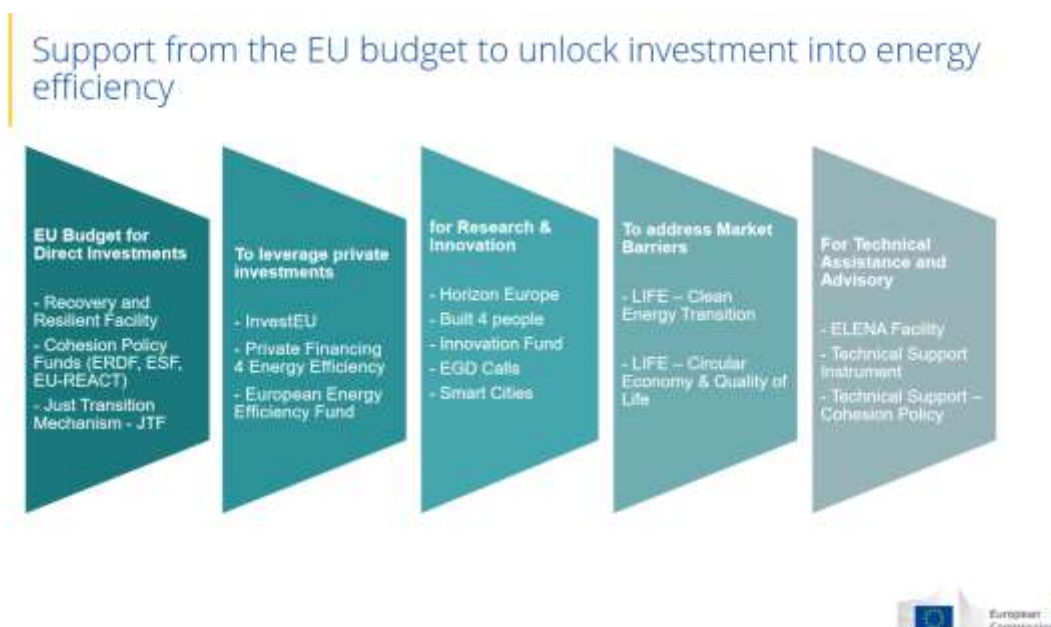 Support from the EU budget to unlock investment into energy
efficiency
EU Budget for
Direct Investments
- Recovery and
Resilient Facility
- Cohesion Policy
Funds (ERDF, ESF,
EU-REACT)
- Just Transition
Mechanism - JTF
To leverage private
investments
- InvestEU
- Private Financing
4 Energy Efficiency
- European Energy
Efficiency Fund
for Research &
Innovation
- Horizon Europe
- Built 4 people
- Innovation Fund
- EGD Calls
- Smart Cities
To address Market
Barriers
- LIFE – Clean
Energy Transition
- LIFE – Circular
Economy & Quality of
Life
For Technical
Assistance and
Advisory
- ELENA Facility
- Technical Support
Instrument
- Technical Support –
Cohesion Policy
European
Commission